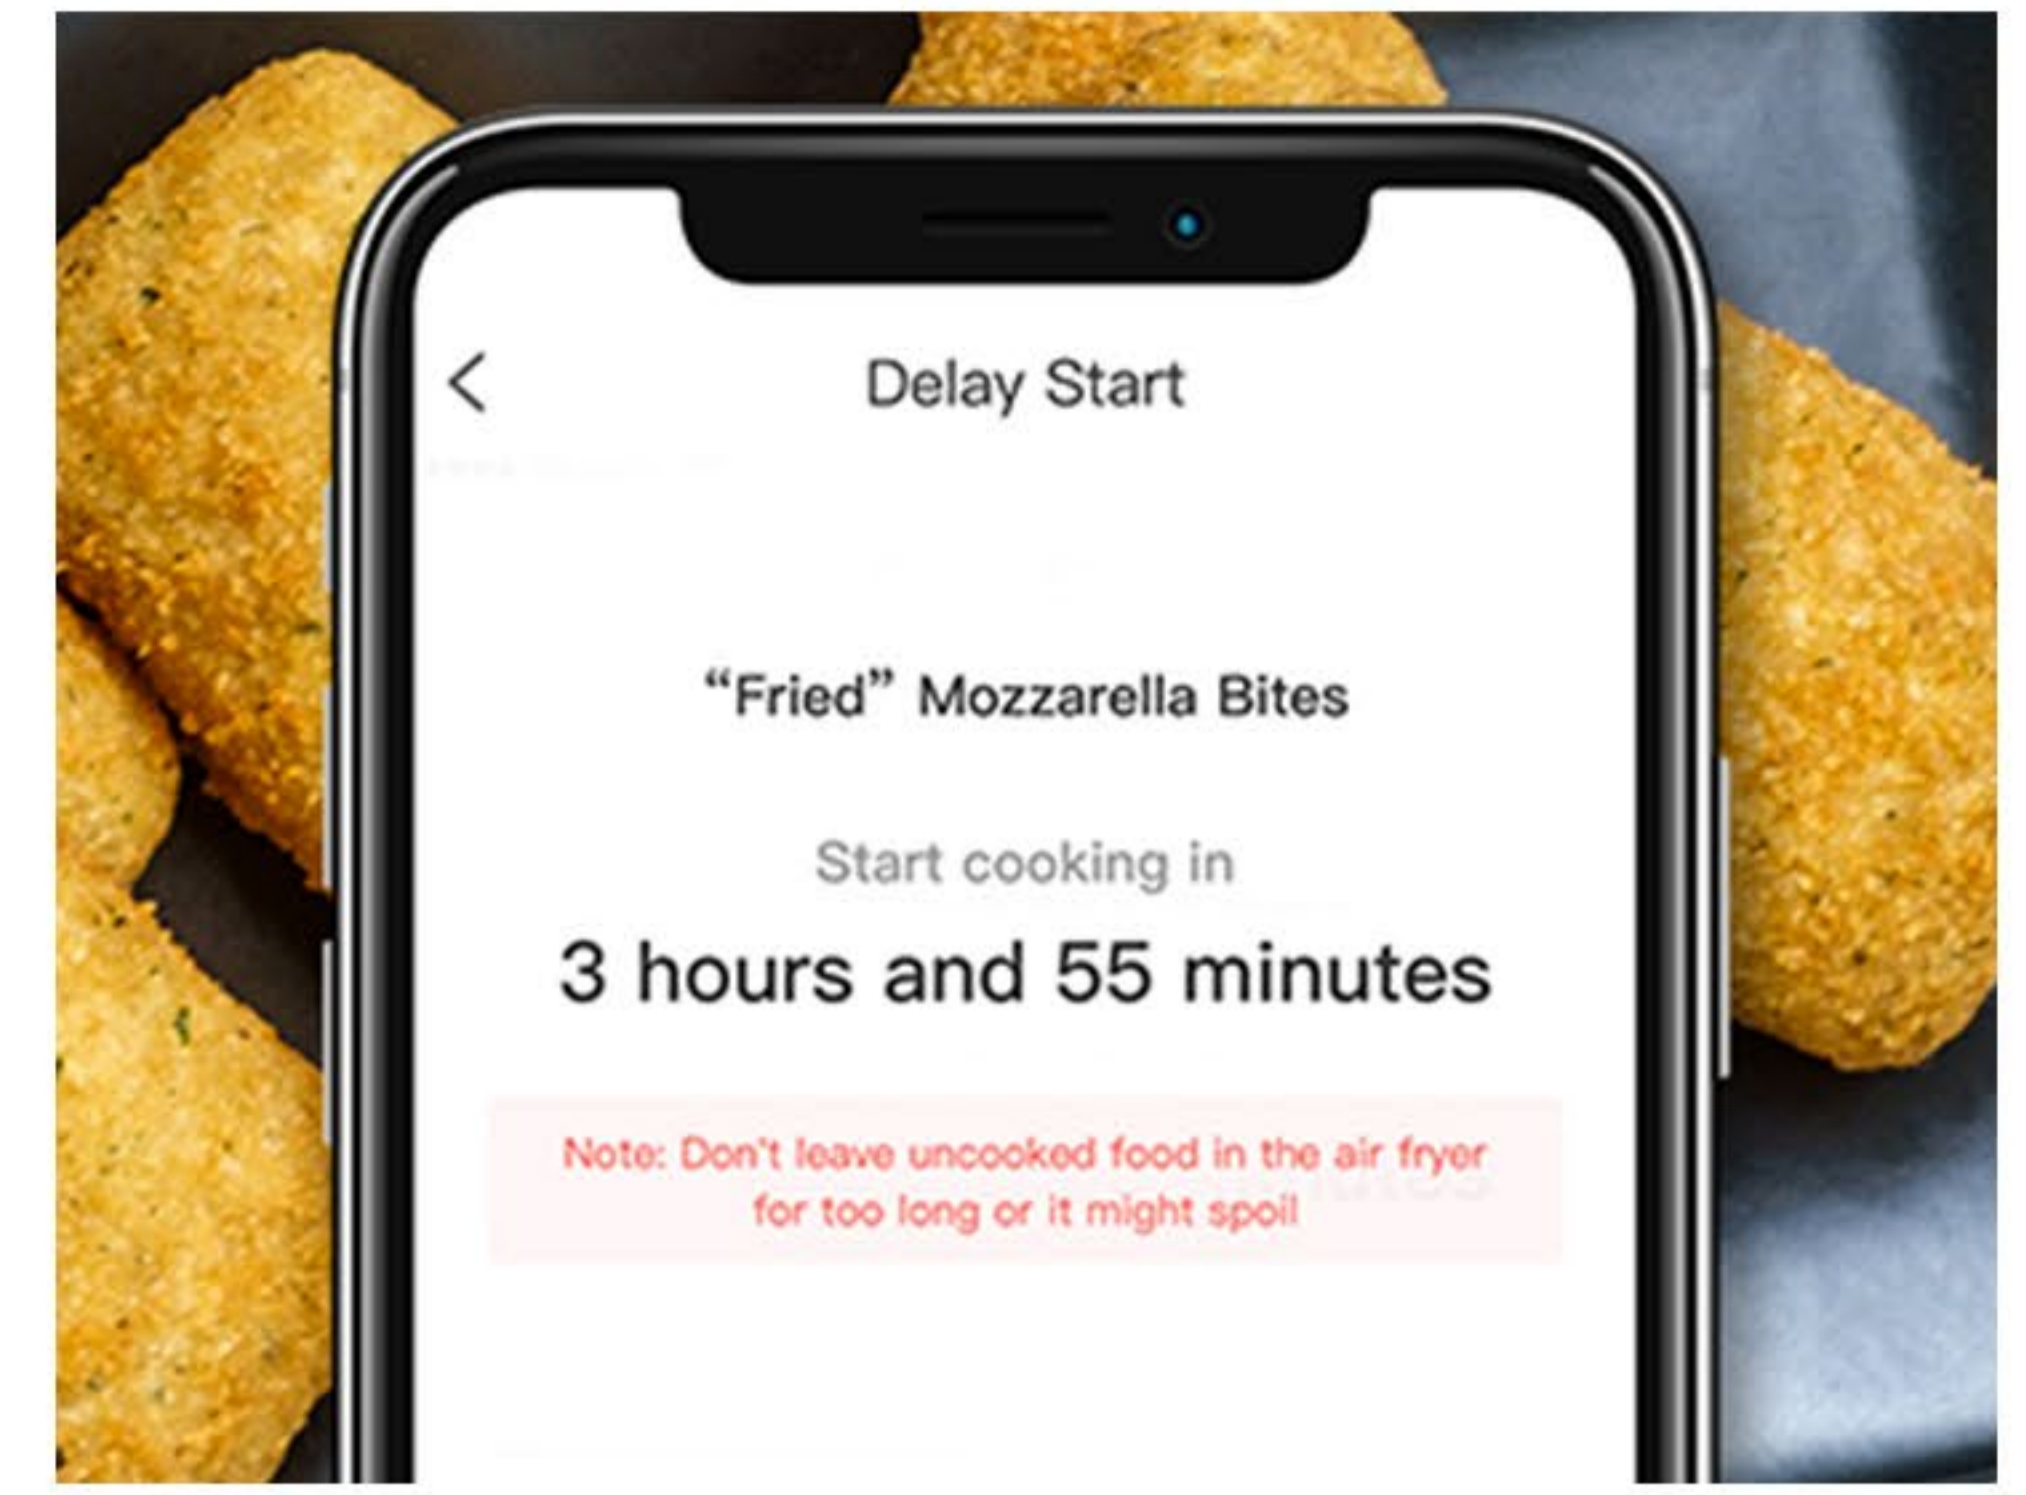 Delay Start
“Fried” Mozzarella Bites
Start cooking in
3 hours and 55 minutes
Note: Don't leave uncooked food in the air fryer
for too long or it might spoil